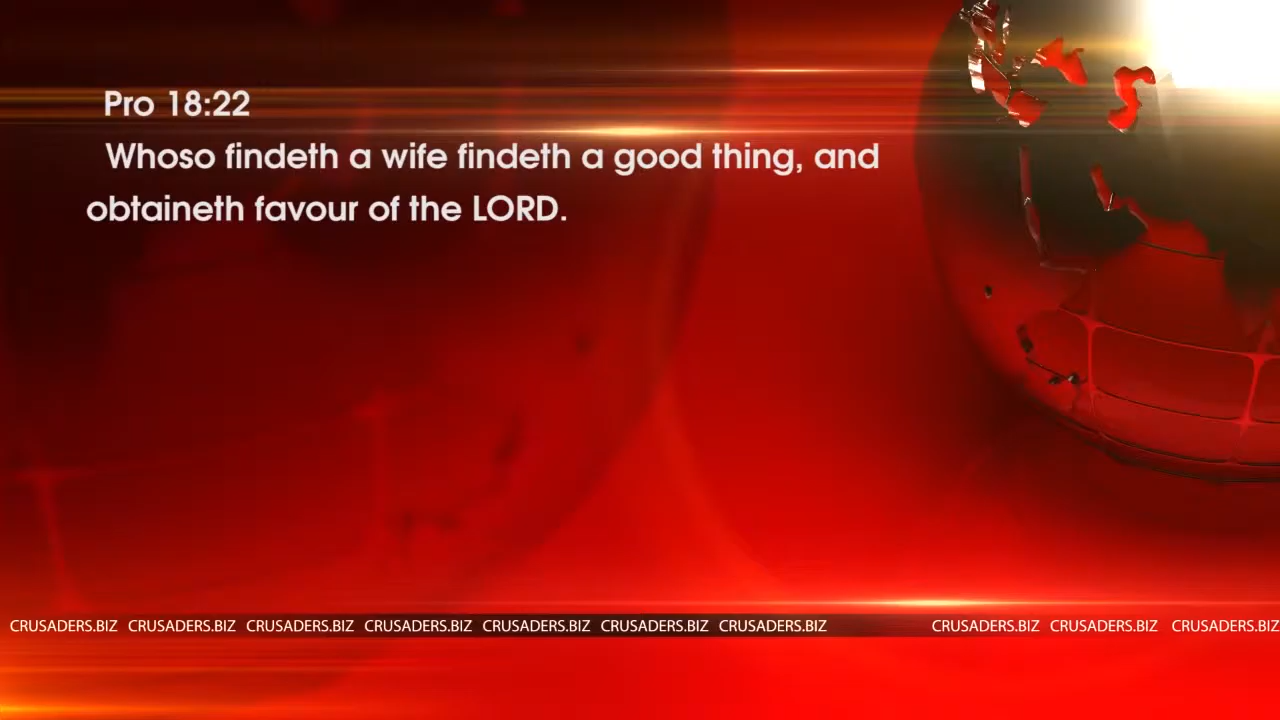 Pro 18:22
Whoso findeth a wife findeth a good thing, and
obtaineth favour of the LORD.
CRUSADERS.BIZ CRUSADERS.BIZ CRUSADERS.BIZ CRUSADERS.BIZ CRUSADERS.BIZ CRUSADERS.BIZ CRUSADERS.BIZ CRUSADERS.BIZ CRUSADERS.BIZ CRUSADERS.BIZ